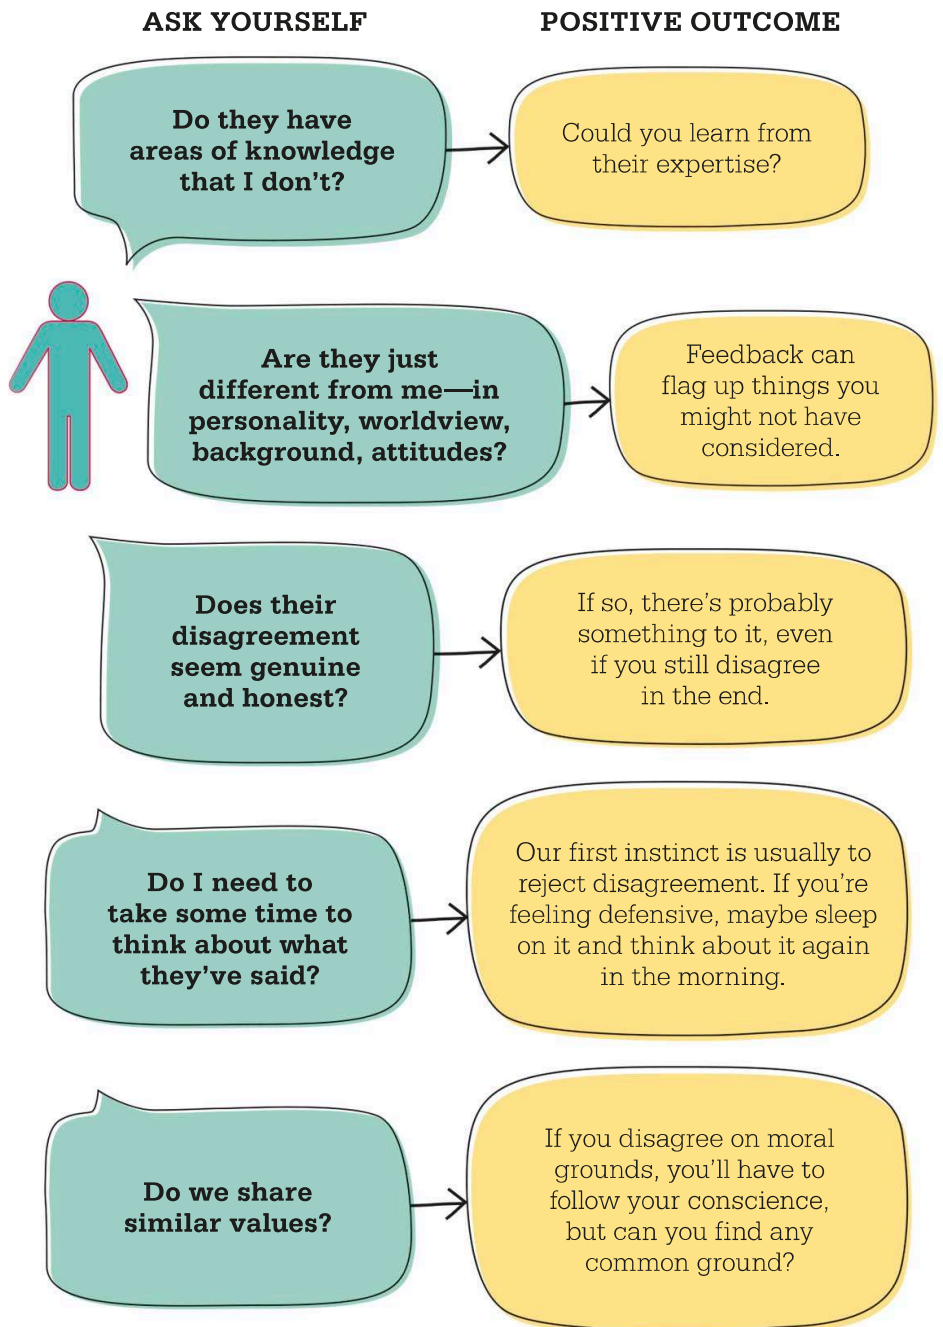 ASK YOURSELF
POSITIVE OUTCOME
Do they have
areas of knowledge
that I don't?
Could you learn from
their expertise?
Are they just
different from me—in
personality, worldview,
background, attitudes?
Feedback can
flag up things you
might not have
considered.
Does their
disagreement
seem genuine
and honest?
If so, there's probably
something to it, even
if you still disagree
in the end.
Do I need to
take some time to
think about what
they've said?
Our first instinct is usually to
reject disagreement. If you're
feeling defensive, maybe sleep
on it and think about it again
in the morning.
Do we share
similar values?
If you disagree on moral
grounds, you'll have to
follow your conscience,
but can you find any
common ground?